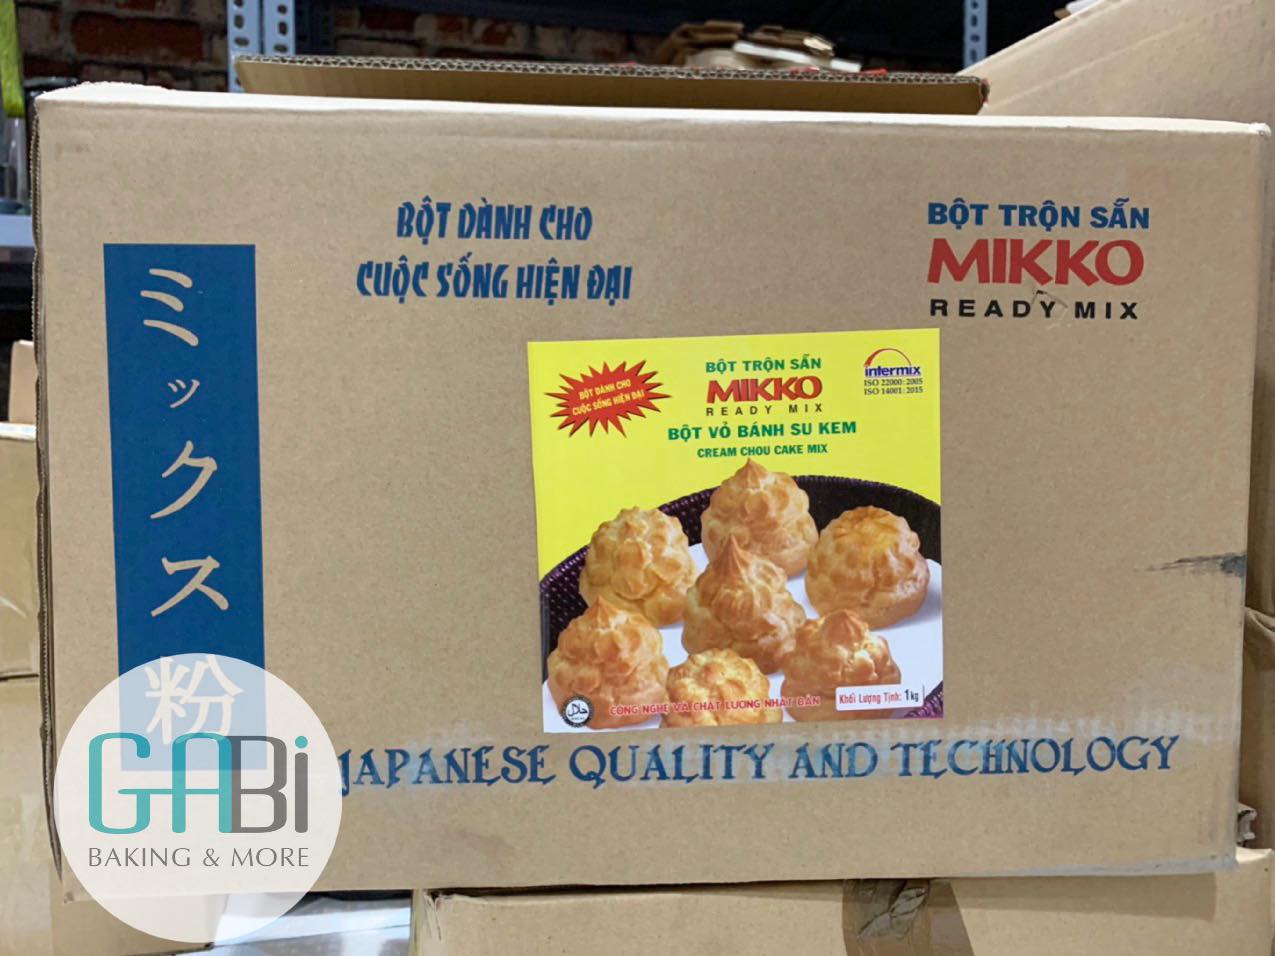 BỘT DÀNH CHO
CUỘC SỐNG HIỆN ĐẠI
BỘT TRỘN SẴN
MIKKO
READY MIX
ミックス粉
BỘT DÀNH CHO
CUỘC SỐNG HIỆN ĐẠI
BỘT TRỘN SẴN
MIKKO
READY MIX
BỘT VỎ BÁNH SU KEM
CREAM CHOU CAKE MIX
intermix
ISO 22000: 2005
ISO 14001: 2015
حلال
CÔNG NGHỆ VÀ CHẤT LƯỢNG NHẬT BẢN
Khối Lượng Tịnh: 1kg
JAPANESE QUALITY AND TECHNOLOGY
GABi
BAKING & MORE